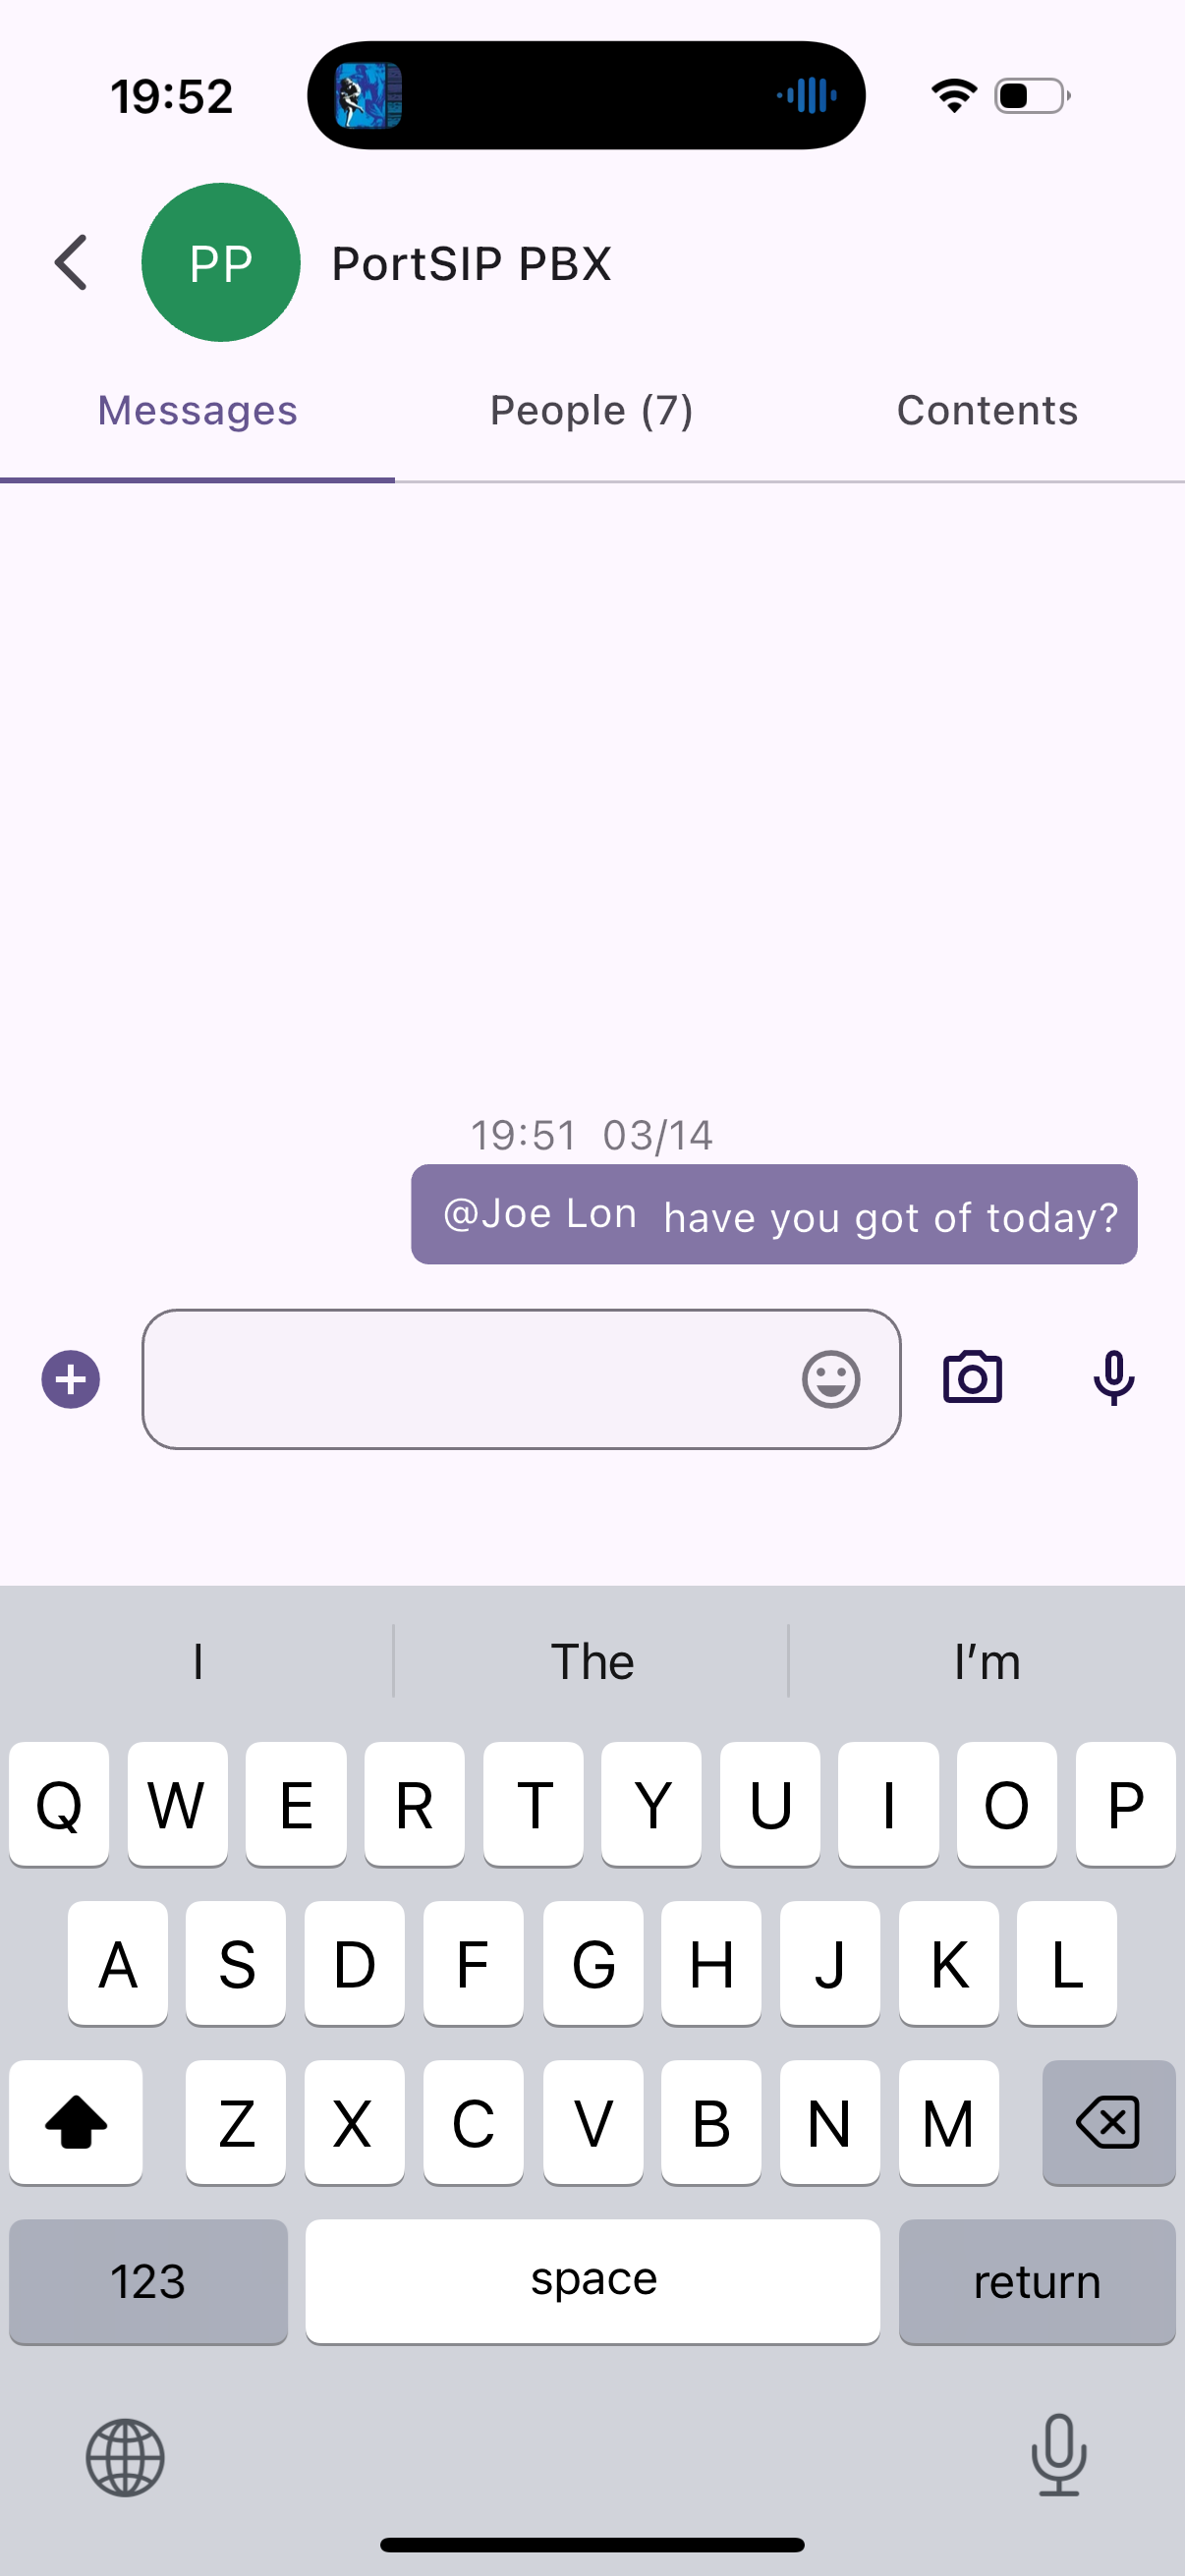 19:52
PP
PortSIP PBX
Messages People (7) Contents
19:51 03/14
@Joe Lon have you got of today?
I The I’m
Q W E R T Y U I O P
A S D F G H J K L
Z X C V B N M
123 space return